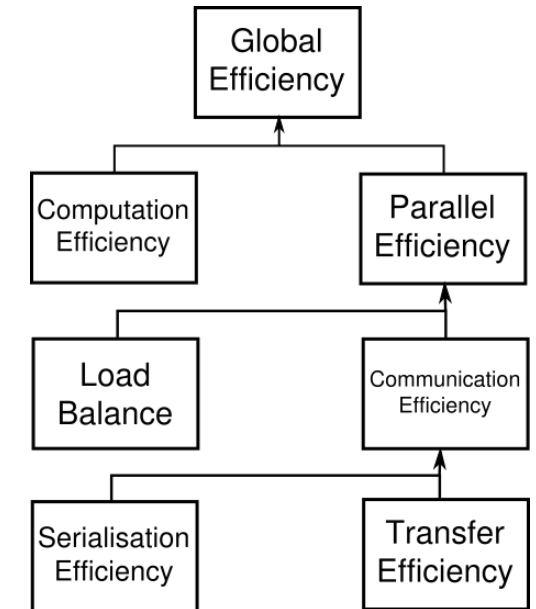 Global
Efficiency
Computation
Efficiency
Parallel
Efficiency
Load
Balance
Communication
Efficiency
Serialisation
Efficiency
Transfer
Efficiency